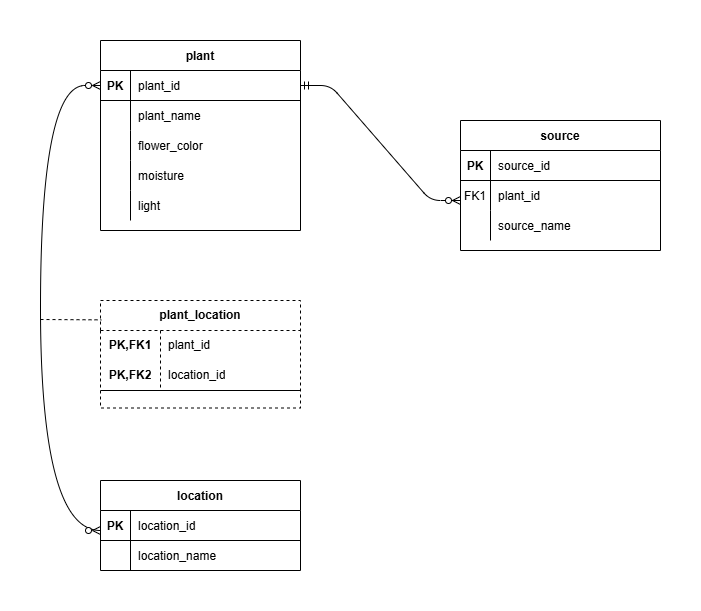 plant
PK plant_id
plant_name
flower_color
moisture
light
source
PK source_id
FK1 plant_id
source_name
plant_location
PK,FK1 plant_id
PK,FK2 location_id
location
PK location_id
location_name